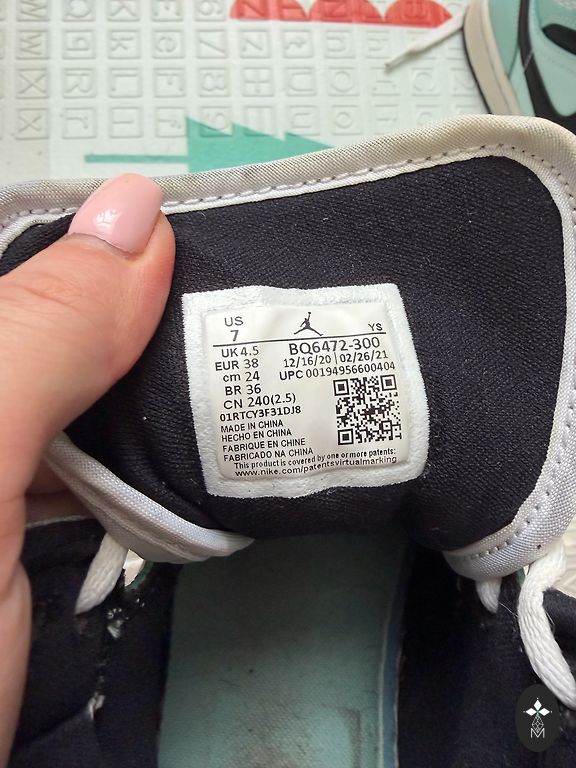 US
7
YS
UK 4.5
EUR 38
cm 24
BR 36
CN 240(2.5)
BQ6472-300
12/16/20 02/26/21
UPC 00194956600404
01RTCY3F31DJ8
MADE IN CHINA
HECHO EN CHINA
FABRIQUE EN CHINE
FABRICADO NA CHINA
This product is covered by one or more patents:
www.nike.com/patentsvirtualmarking